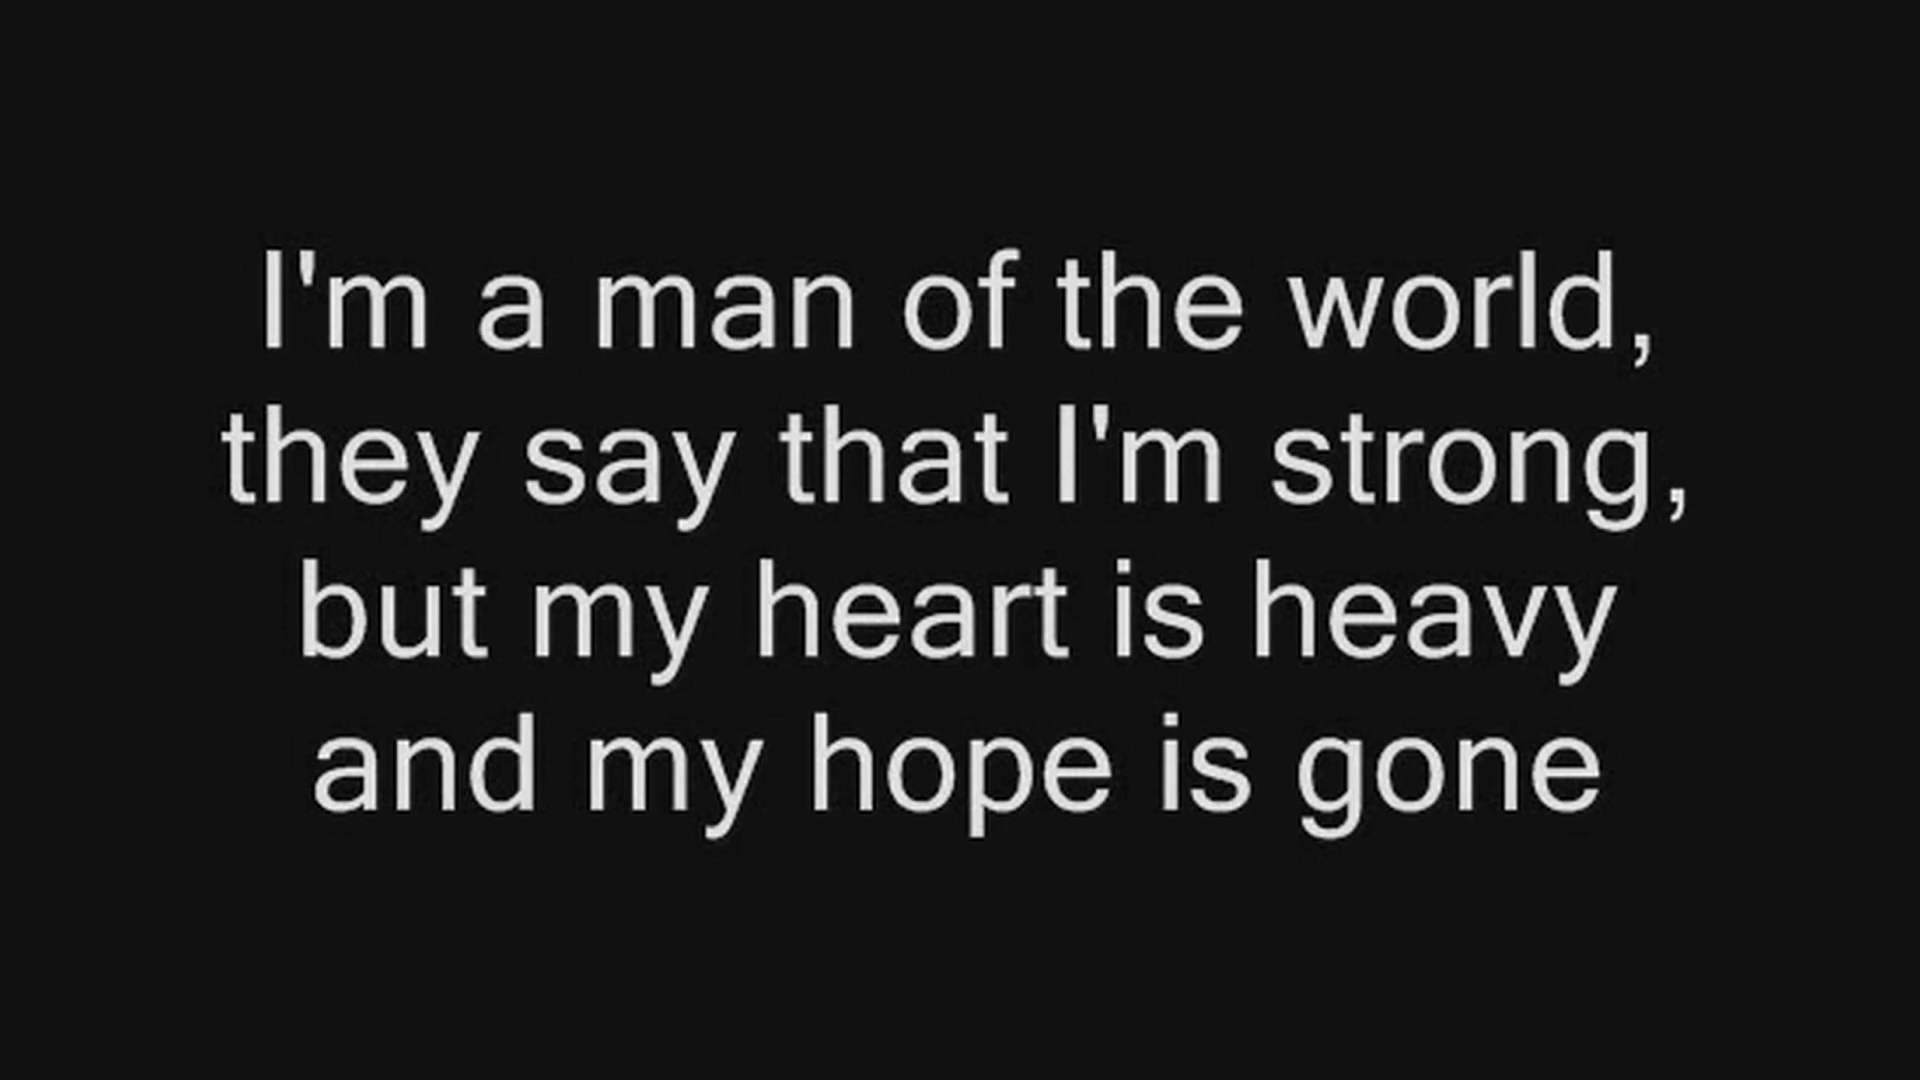 I'm a man of the world,
they say that I'm strong,
but my heart is heavy
and my hope is gone